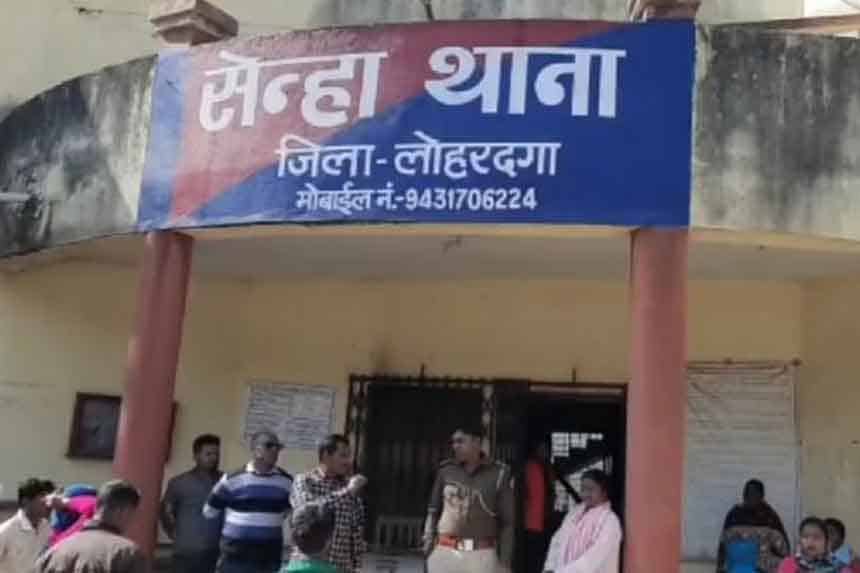 सेन्हा थाना
जिला-लोहरदगा
मोबाईल नं.-9431706224